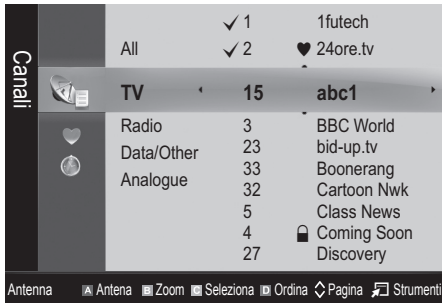 Canali
✓ 1 1futech
All ✓ 2 ♥ 24ore.tv
TV 15 abc1
Radio 3 BBC World
Data/Other 23 bid-up.tv
Analogue 33 Boonerang
32 Cartoon Nwk
5 Class News
4 Coming Soon
27 Discovery
Antenna A Antena B Zoom C Seleziona D Ordina Pagina Strumenti